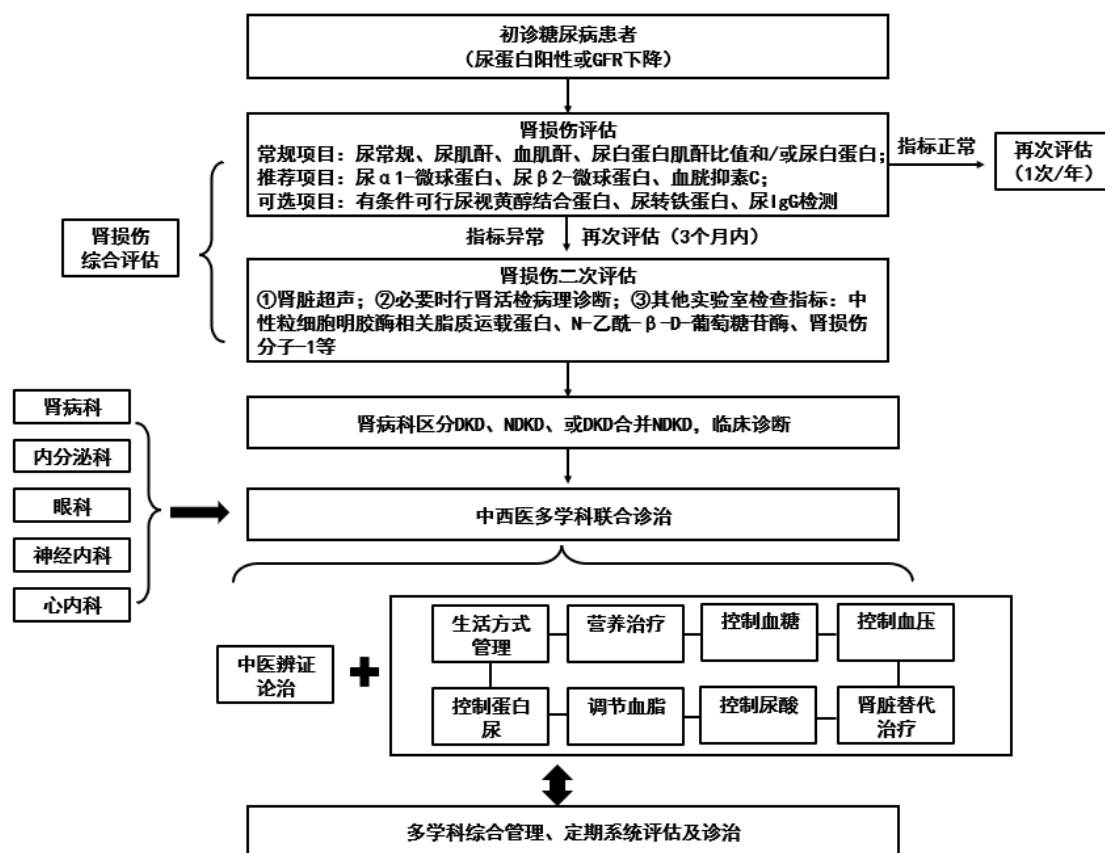 初诊糖尿病患者
（尿蛋白阳性或GFR下降）
肾损伤评估
常规项目：尿常规、尿肌酐、血肌酐、尿白蛋白肌酐比值和/或尿白蛋白；
推荐项目：尿α1-微球蛋白、尿β2-微球蛋白、血胱抑素C；
可选项目：有条件可行尿视黄醇结合蛋白、尿转铁蛋白、尿IgG检测
指标正常
再次评估
（1次/年）
肾损伤
综合评估
指标异常
再次评估（3个月内）
肾损伤二次评估
①肾脏超声；②必要时行肾活检病理诊断；③其他实验室检查指标：中
性粒细胞明胶酶相关脂质运载蛋白、N-乙酰-β-D-葡萄糖苷酶、肾损伤
分子-1等
肾病科区分DKD、NDKD、或DKD合并NDKD，临床诊断
肾病科
内分泌科
眼科
神经内科
心内科
中西医多学科联合诊治
中医辨证
论治
生活方式
管理
营养治疗
控制血糖
控制血压
控制蛋白
尿
调节血脂
控制尿酸
肾脏替代
治疗
多学科综合管理、定期系统评估及诊治